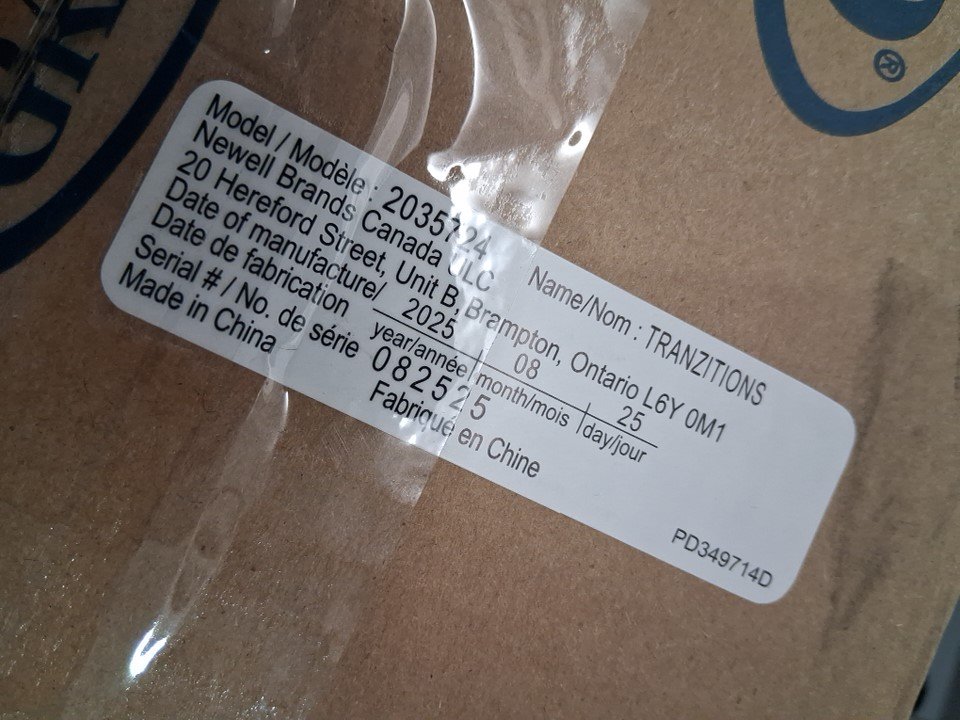 Model / Modèle : 2035724 Name/Nom : TRANZITIONS
Newell Brands Canada ULC
20 Hereford Street, Unit B, Brampton, Ontario L6Y 0M1
Date of manufacture/ 2025 08 25
Date de fabrication year/année month/mois day/jour
Serial # / No. de série 082525
Made in China Fabriqué en Chine
PD349714D
®